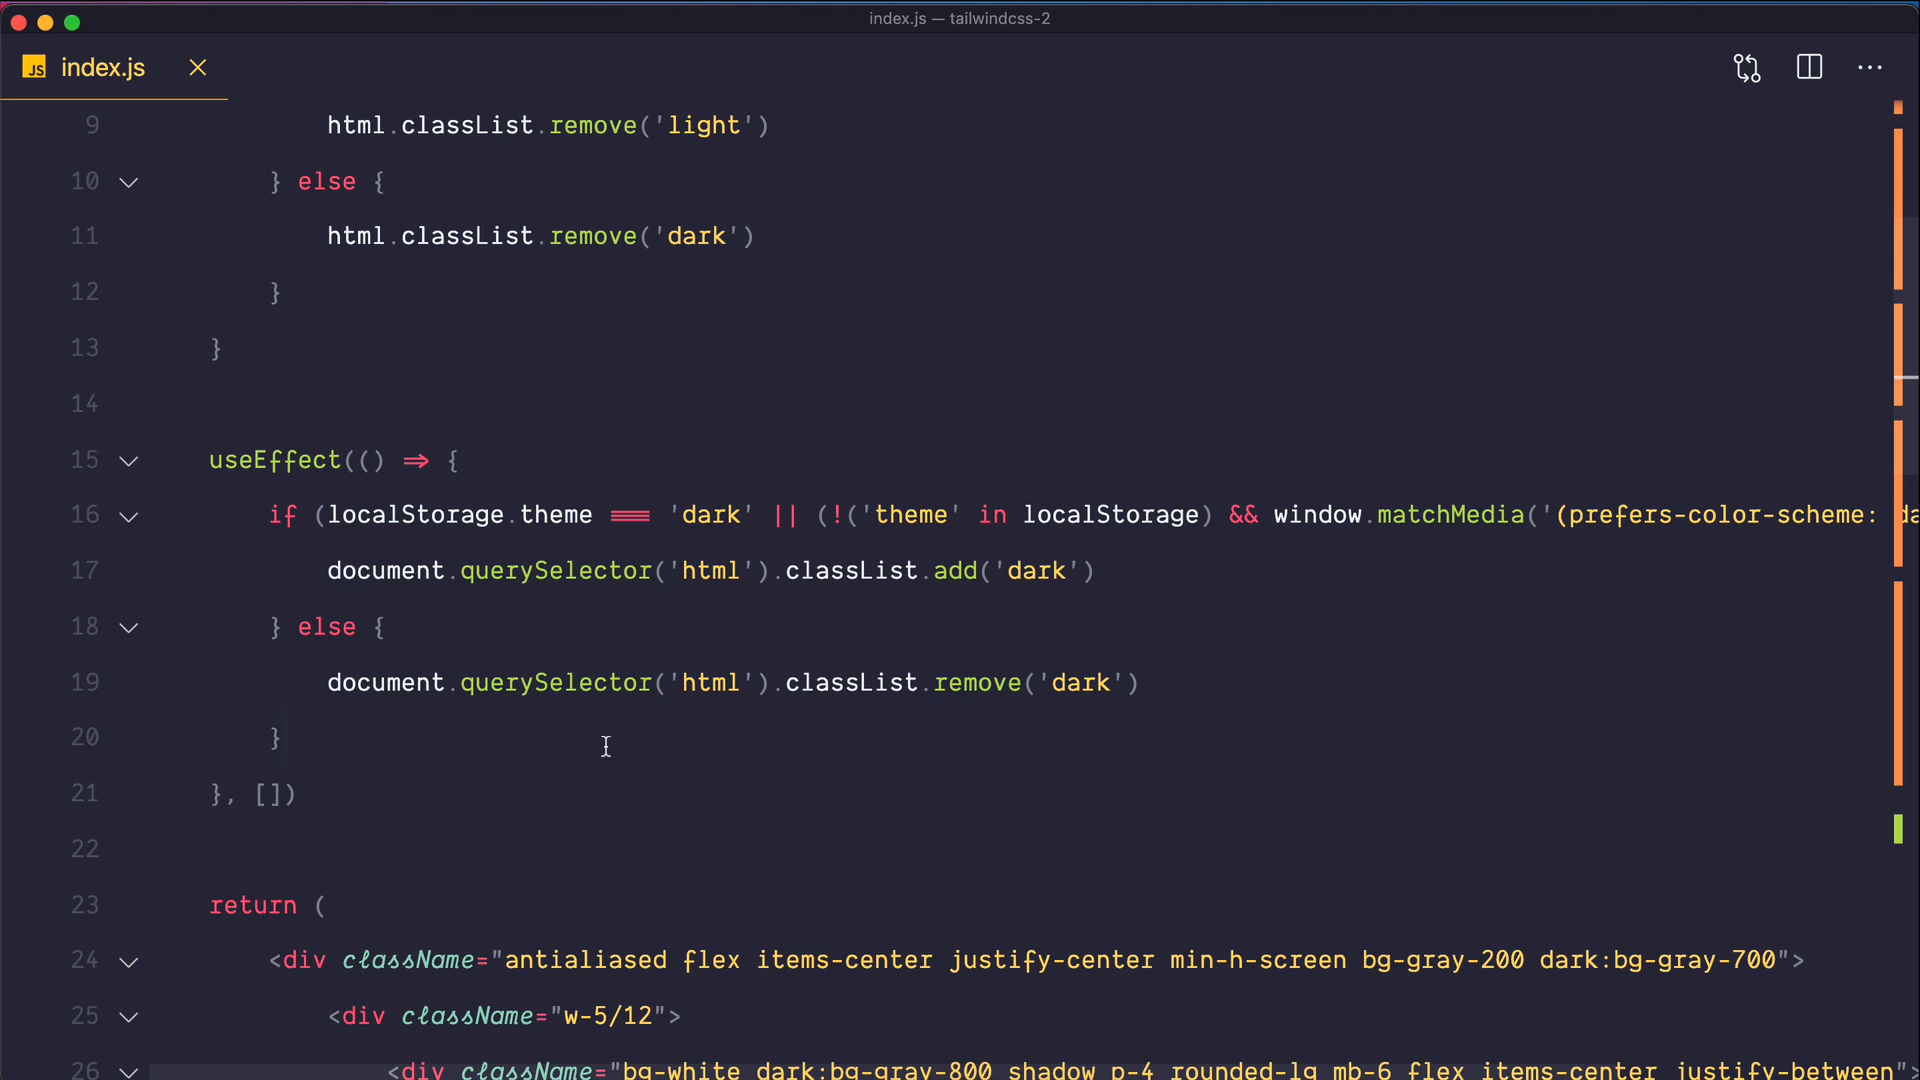 index.js — tailwindcss-2
JS index.js
9 html.classList.remove('light')
10 } else {
11 html.classList.remove('dark')
12 }
13 }
14
15 useEffect(() => {
16 if (localStorage.theme === 'dark' || (!('theme' in localStorage) && window.matchMedia('(prefers-color-scheme: da
17 document.querySelector('html').classList.add('dark')
18 } else {
19 document.querySelector('html').classList.remove('dark')
20 }
21 }, [])
22
23 return (
24 <div className="antialiased flex items-center justify-center min-h-screen bg-gray-200 dark:bg-gray-700">
25 <div className="w-5/12">
26 <div className="bg-white dark:bg-gray-800 shadow p-4 rounded-lg mb-6 flex items-center justify-between">